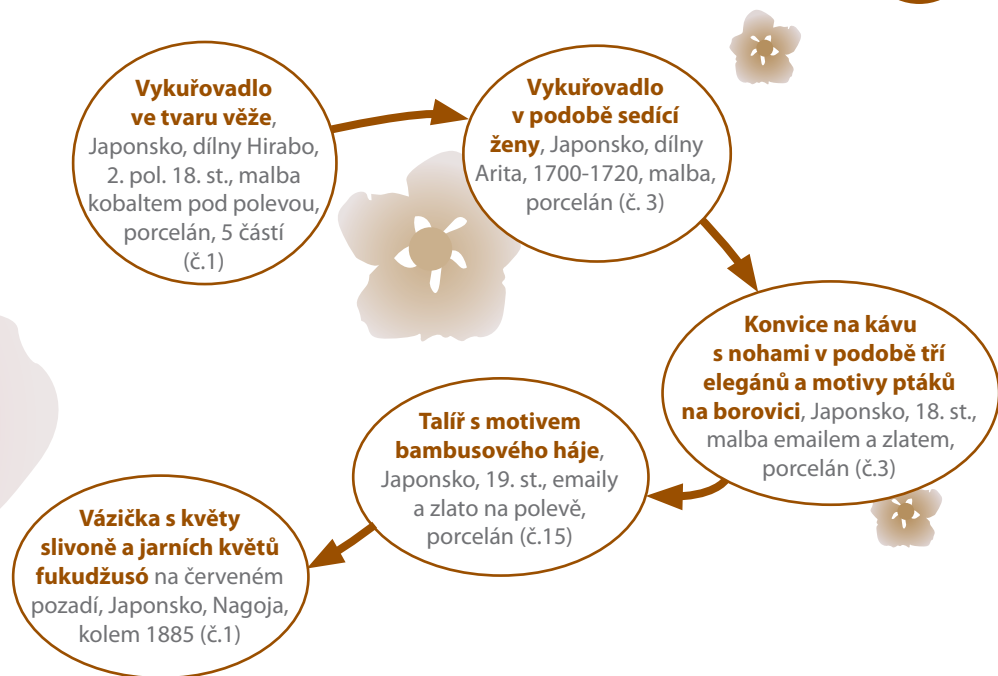 Vykuřovadlo
ve tvaru věže,
Japonsko, dílny Hirabo,
2. pol. 18. st., malba
kobaltem pod polevou,
porcelán, 5 částí
(č.1)
Vykuřovadlo
v podobě sedící
ženy, Japonsko, dílny
Arita, 1700-1720, malba,
porcelán (č. 3)
Konvice na kávu
s nohami v podobě tří
elegánů a motivy ptáků
na borovici, Japonsko, 18. st.,
malba emailem a zlatem,
porcelán (č.3)
Talíř s motivem
bambusového háje,
Japonsko, 19. st., emaily
a zlato na polevě,
porcelán (č.15)
Vázička s květy
slivoně a jarních květů
fukudžusó na červeném
pozadí, Japonsko, Nagoja,
kolem 1885 (č.1)